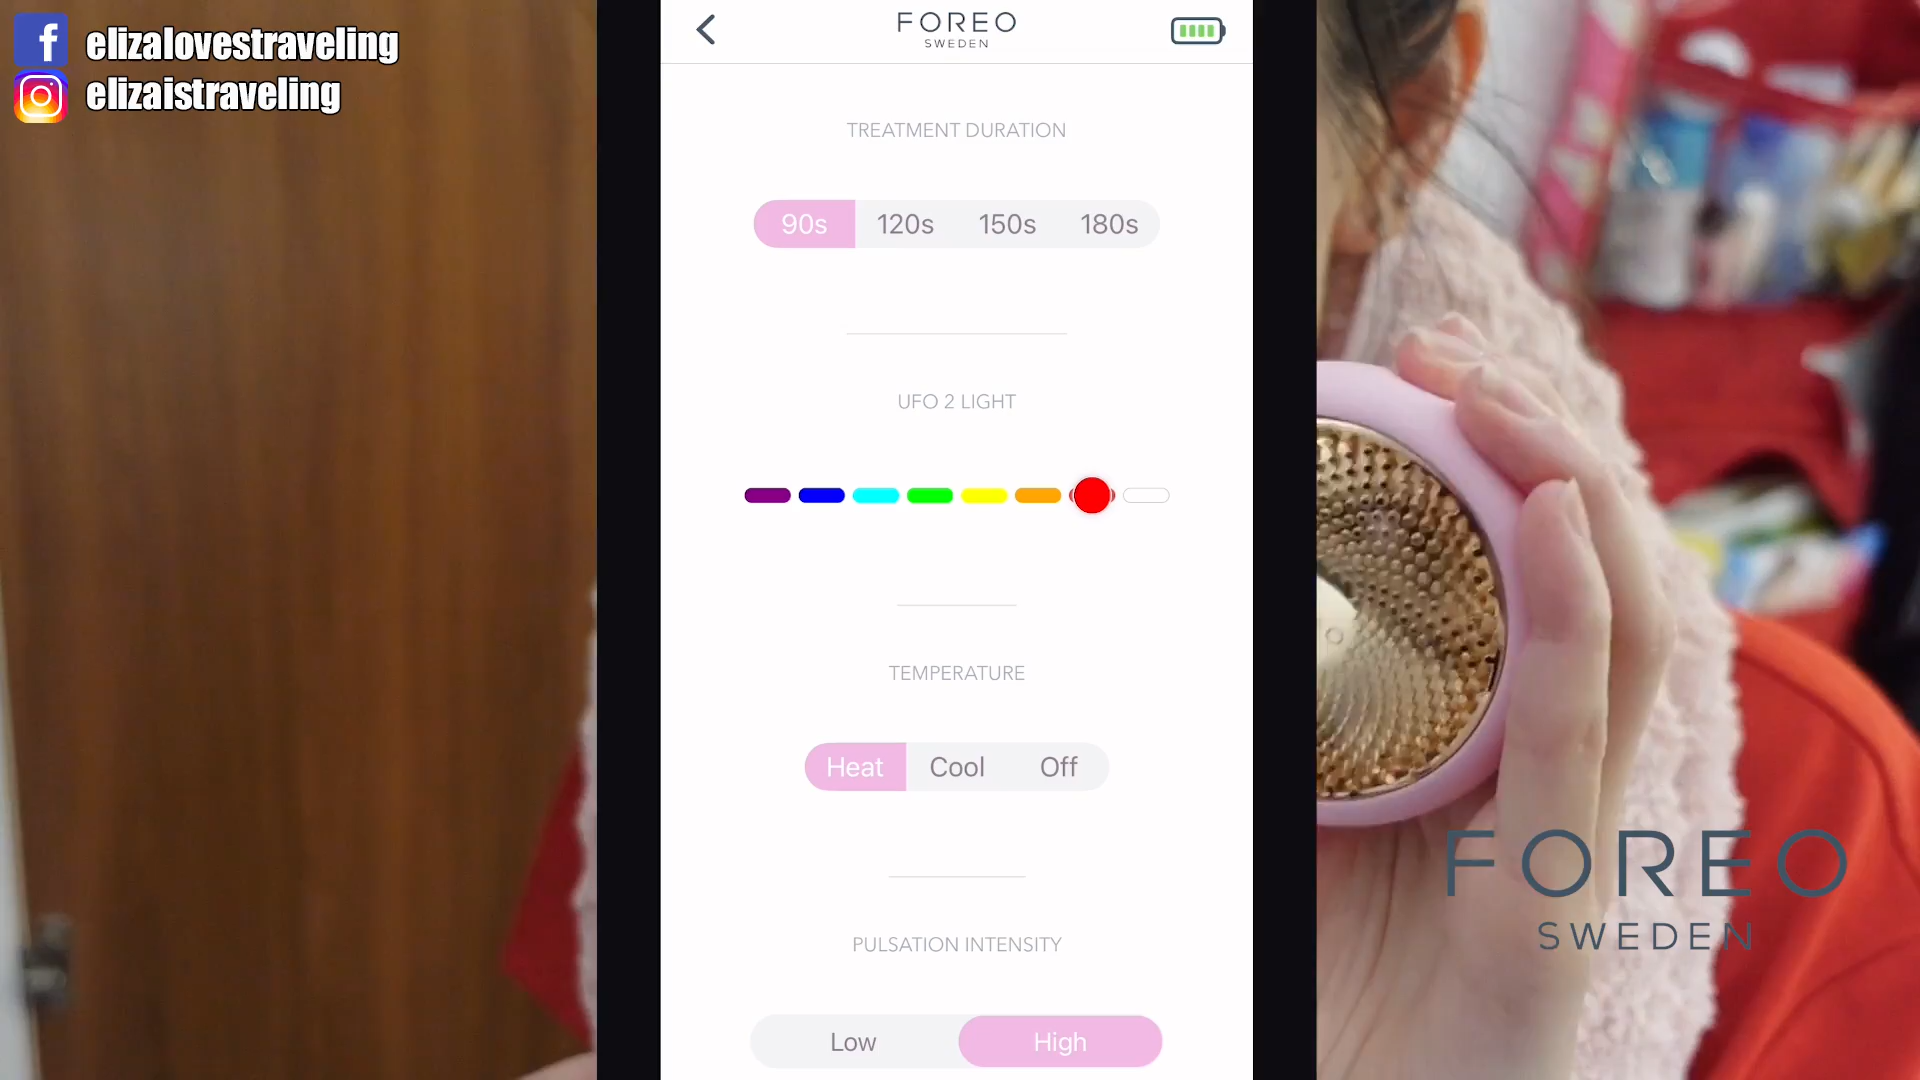 elizalovestraveling
elizaistraveling
FOREO
SWEDEN
TREATMENT DURATION
90s 120s 150s 180s
UFO 2 LIGHT
TEMPERATURE
Heat Cool Off
PULSATION INTENSITY
Low High
FOREO
SWEDEN